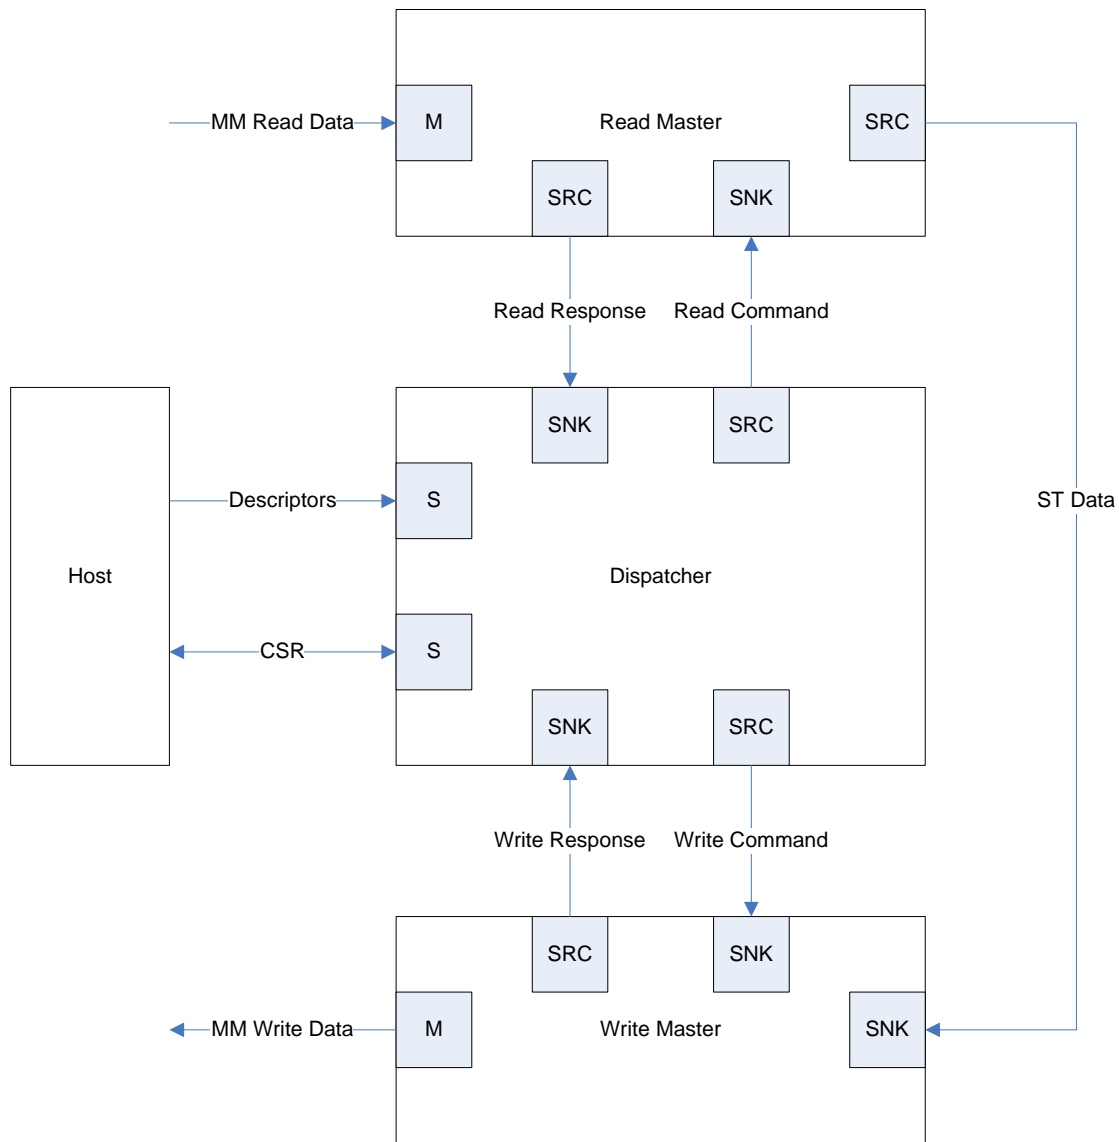 MM Read Data
M
Read Master
SRC
SRC
SNK
Read Response
Read Command
SNK
SRC
Descriptors
S
ST Data
Host
Dispatcher
CSR
S
SNK
SRC
Write Response
Write Command
SRC
SNK
MM Write Data
M
Write Master
SNK